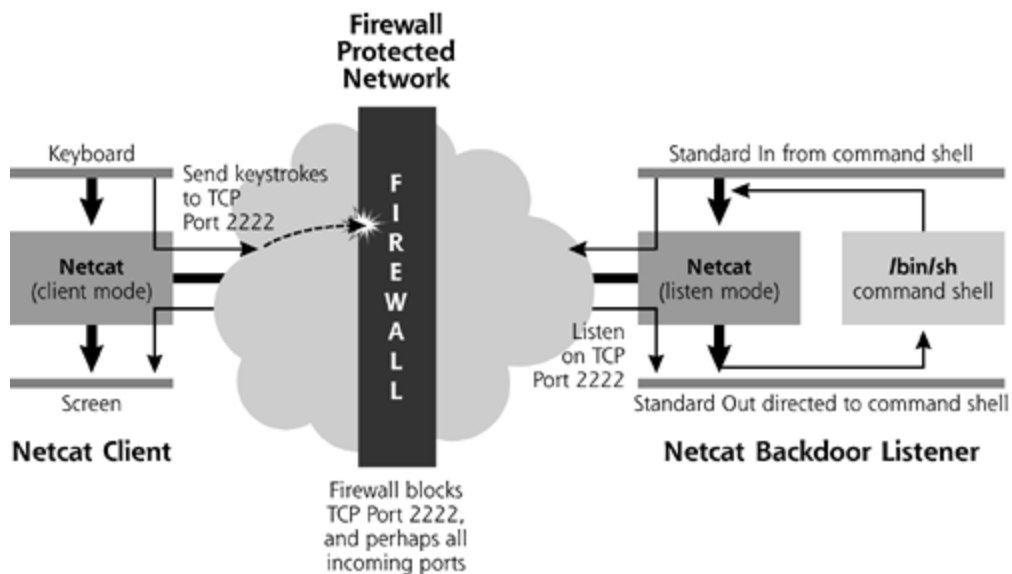 Firewall
Protected
Network
Keyboard
Send keystrokes
to TCP
Port 2222
Netcat
(client mode)
Screen
Netcat Client
F
I
R
E
W
A
L
L
Firewall blocks
TCP Port 2222,
and perhaps all
incoming ports
Standard In from command shell
Netcat
(listen mode)
/bin/sh
command shell
Listen
on TCP
Port 2222
Standard Out directed to command shell
Netcat Backdoor Listener